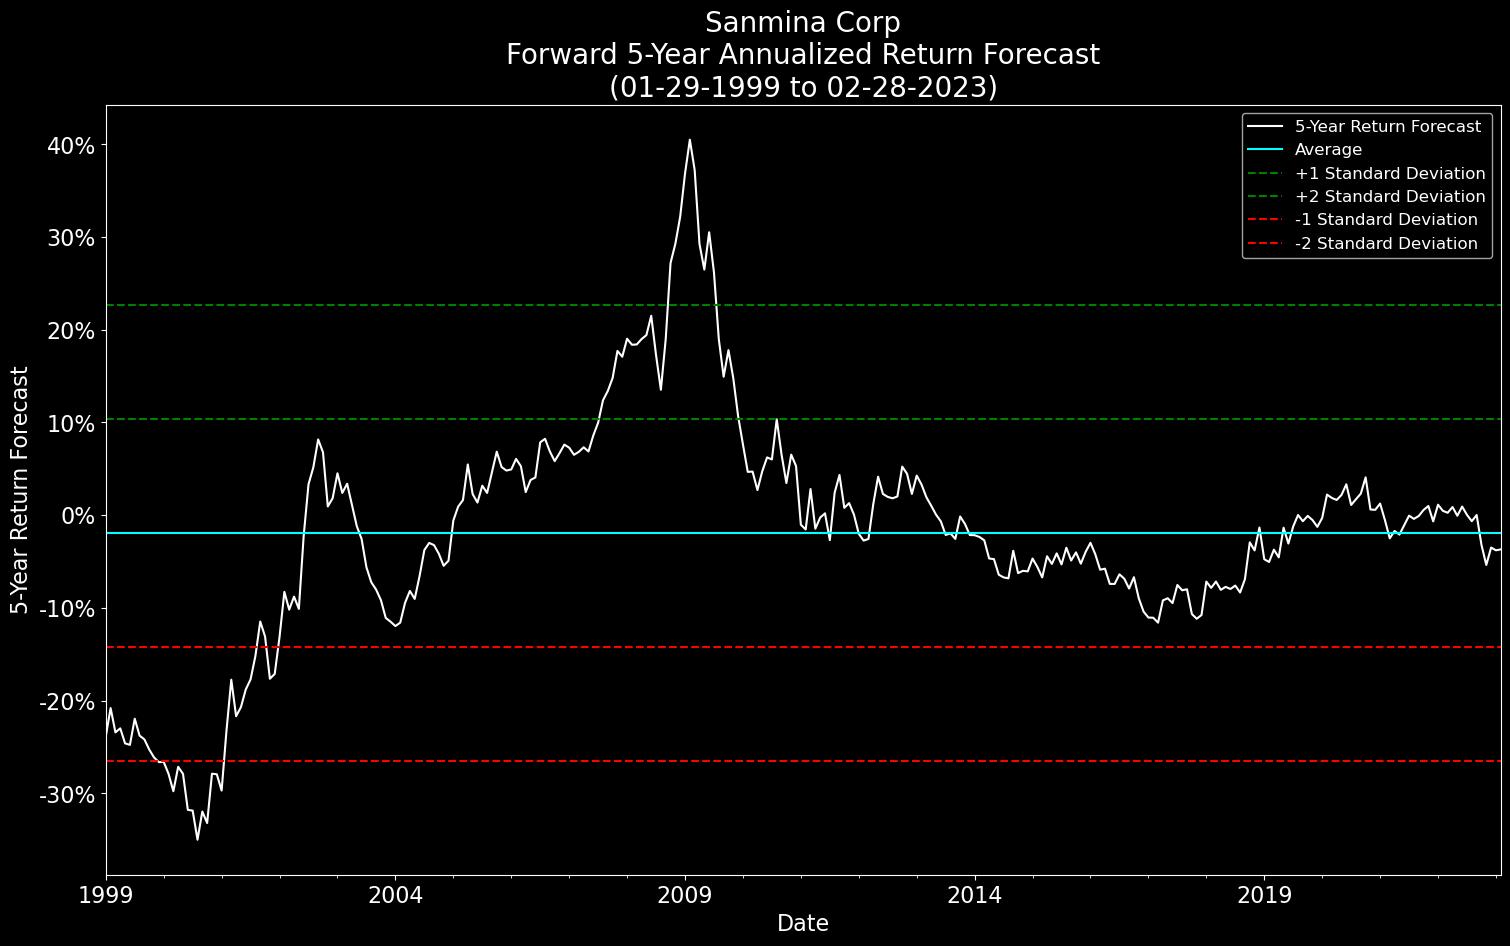 Sanmina Corp
Forward 5-Year Annualized Return Forecast
(01-29-1999 to 02-28-2023)
5-Year Return Forecast
Average
+1 Standard Deviation
+2 Standard Deviation
-1 Standard Deviation
-2 Standard Deviation
5-Year Return Forecast
40%
30%
20%
10%
0%
-10%
-20%
-30%
1999
2004
2009
2014
2019
Date